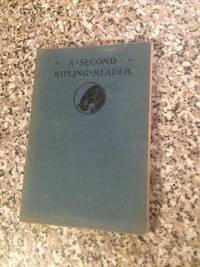 · A · SECOND ·
KIPLING · READER